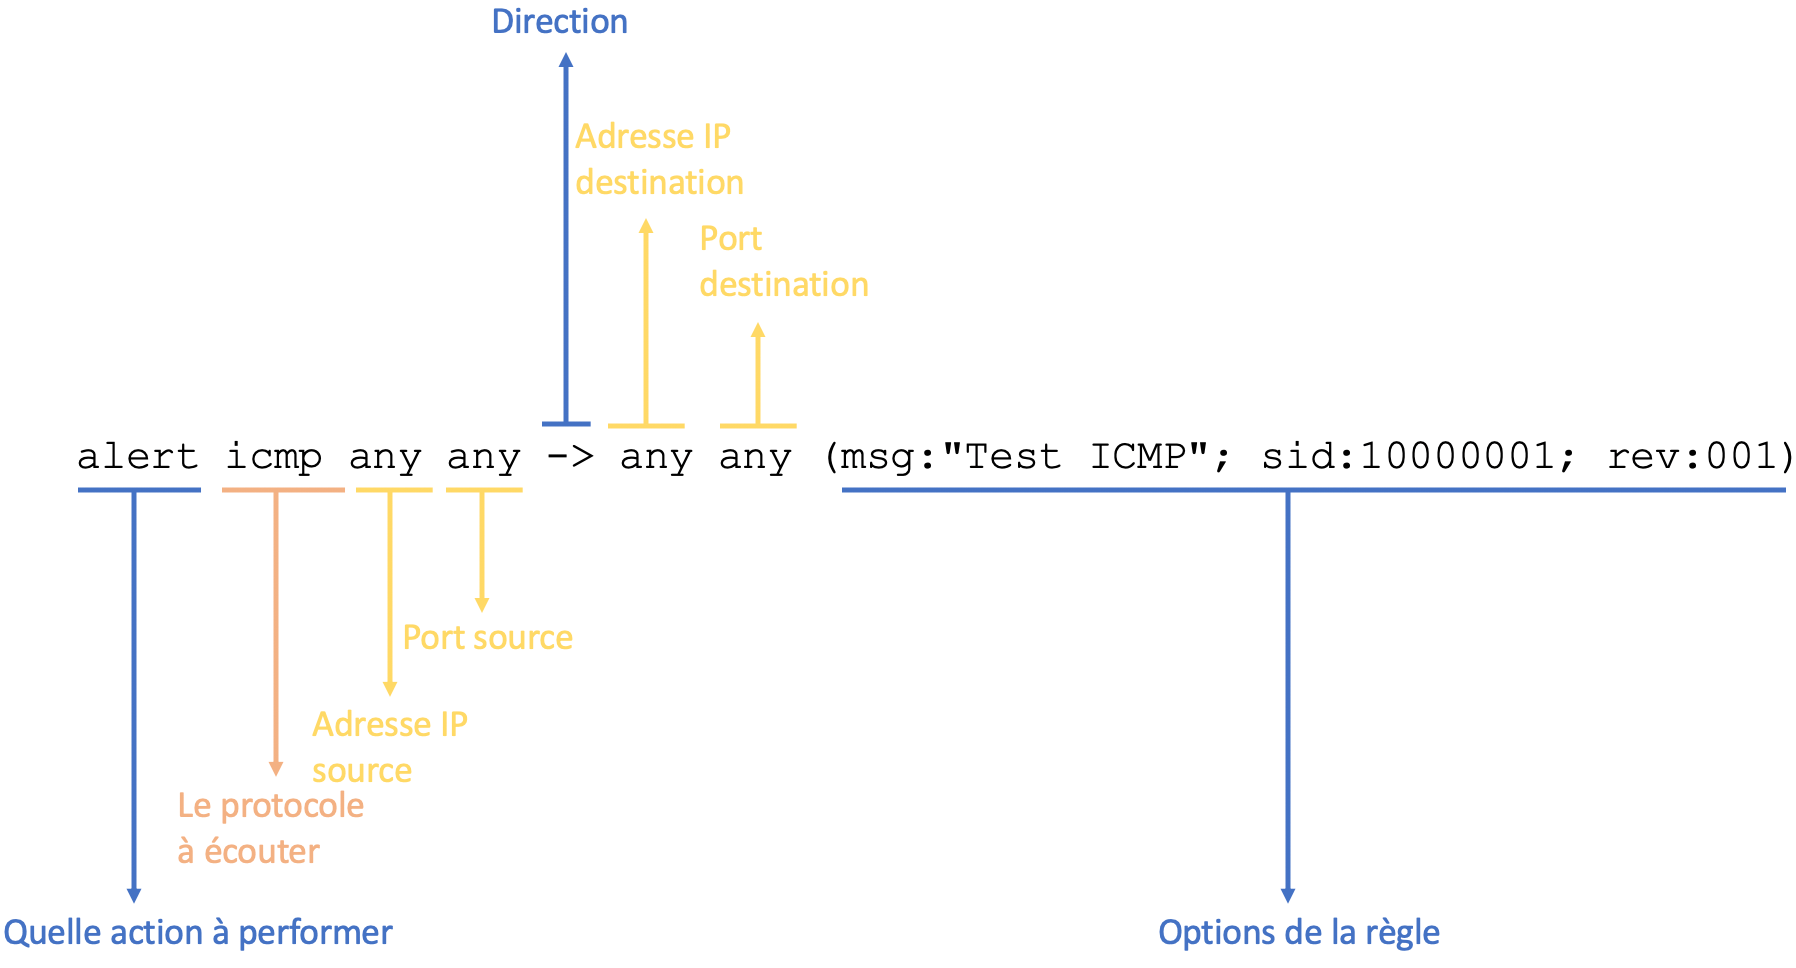 Direction
Adresse IP
destination
Port
destination
alert icmp any any -> any any (msg:"Test ICMP"; sid:10000001; rev:001)
Port source
Adresse IP
source
Le protocole
à écouter
Quelle action à performer
Options de la règle